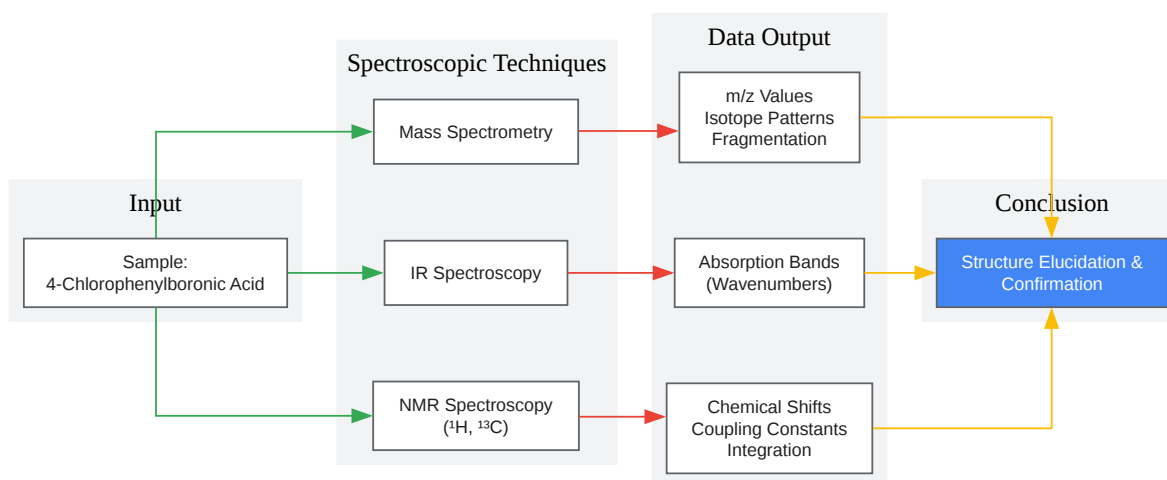 Input
Sample:
4-Chlorophenylboronic Acid
Spectroscopic Techniques
Mass Spectrometry
IR Spectroscopy
NMR Spectroscopy
(¹H, ¹³C)
Data Output
m/z Values
Isotope Patterns
Fragmentation
Absorption Bands
(Wavenumbers)
Chemical Shifts
Coupling Constants
Integration
Conclusion
Structure Elucidation &
Confirmation